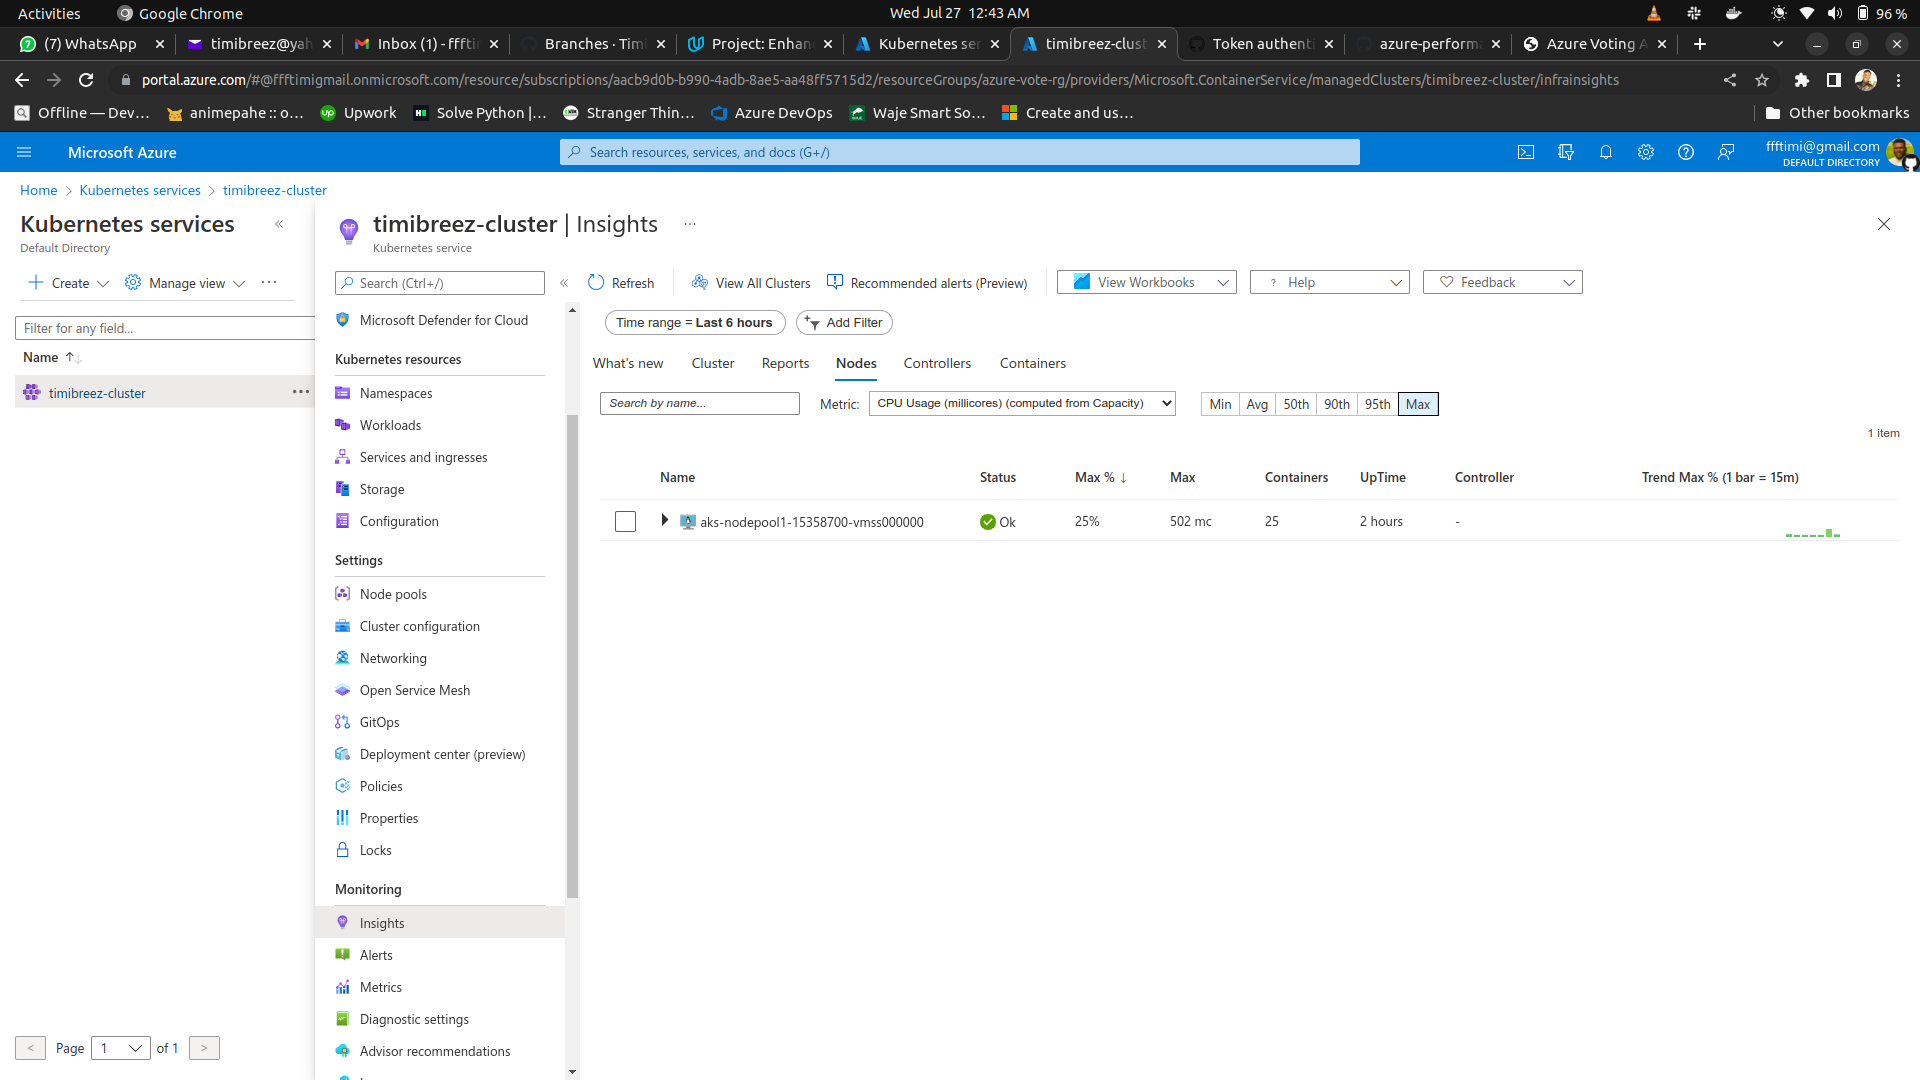 Activities
Google Chrome
Wed Jul 27 12:43 AM
96 %
(7) WhatsApp
timibreez@yah
Inbox (1) - ffftin
Branches · Timi
Project: Enhan
Kubernetes ser
timibreez-clust
Token authenti
azure-performa
Azure Voting A
portal.azure.com/#@ffftimigmail.onmicrosoft.com/resource/subscriptions/aacb9d0b-b990-4adb-8ae5-aa48ff5715d2/resourceGroups/azure-vote-rg/providers/Microsoft.ContainerService/managedClusters/timibreez-cluster/infrainsights
Offline — Dev…
animepahe :: o…
Upwork
Solve Python |…
Stranger Thin…
Azure DevOps
Waje Smart So…
Create and us…
Other bookmarks
Microsoft Azure
Search resources, services, and docs (G+/)
ffftimi@gmail.com
DEFAULT DIRECTORY
Home > Kubernetes services > timibreez-cluster
Kubernetes services
Default Directory
Create
Manage view
Filter for any field...
Name
timibreez-cluster
< Page 1 of 1 >
timibreez-cluster | Insights
Kubernetes service
Search (Ctrl+/)
Microsoft Defender for Cloud
Kubernetes resources
Namespaces
Workloads
Services and ingresses
Storage
Configuration
Settings
Node pools
Cluster configuration
Networking
Open Service Mesh
GitOps
Deployment center (preview)
Policies
Properties
Locks
Monitoring
Insights
Alerts
Metrics
Diagnostic settings
Advisor recommendations
Refresh
View All Clusters
Recommended alerts (Preview)
View Workbooks
? Help
Feedback
Time range = Last 6 hours
Add Filter
What's new
Cluster
Reports
Nodes
Controllers
Containers
Search by name...
Metric:
CPU Usage (millicores) (computed from Capacity)
Min
Avg
50th
90th
95th
Max
1 item
Name Status Max % ↓ Max Containers UpTime Controller Trend Max % (1 bar = 15m)
aks-nodepool1-15358700-vmss000000 Ok 25% 502 mc 25 2 hours -